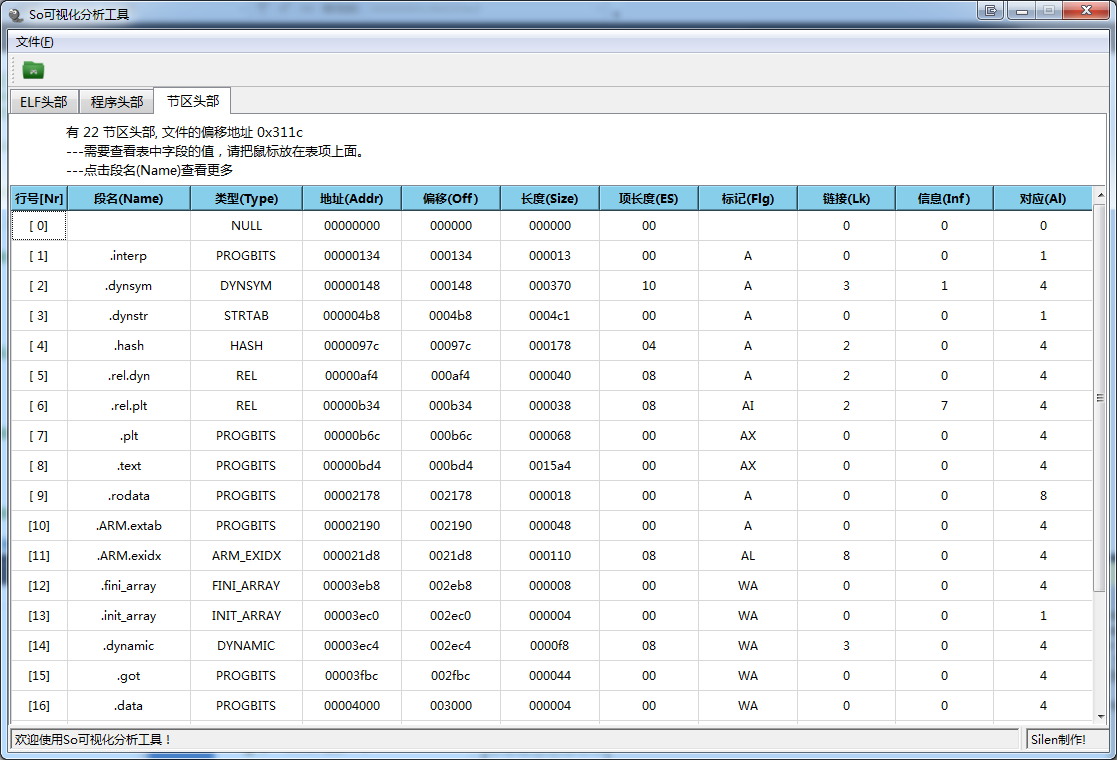 So可视化分析工具
文件(F)
ELF头部 程序头部 节区头部
有 22 节区头部, 文件的偏移地址 0x311c
---需要查看表中字段的值，请把鼠标放在表项上面。
---点击段名(Name)查看更多
行号[Nr] 段名(Name) 类型(Type) 地址(Addr) 偏移(Off) 长度(Size) 项长度(ES) 标记(Flg) 链接(Lk) 信息(Inf) 对应(Al)
[ 0] NULL 00000000 000000 000000 00 0 0 0
[ 1] .interp PROGBITS 00000134 000134 000013 00 A 0 0 1
[ 2] .dynsym DYNSYM 00000148 000148 000370 10 A 3 1 4
[ 3] .dynstr STRTAB 000004b8 0004b8 0004c1 00 A 0 0 1
[ 4] .hash HASH 0000097c 00097c 000178 04 A 2 0 4
[ 5] .rel.dyn REL 00000af4 000af4 000040 08 A 2 0 4
[ 6] .rel.plt REL 00000b34 000b34 000038 08 AI 2 7 4
[ 7] .plt PROGBITS 00000b6c 000b6c 000068 00 AX 0 0 4
[ 8] .text PROGBITS 00000bd4 000bd4 0015a4 00 AX 0 0 4
[ 9] .rodata PROGBITS 00002178 002178 000018 00 A 0 0 8
[10] .ARM.extab PROGBITS 00002190 002190 000048 00 A 0 0 4
[11] .ARM.exidx ARM_EXIDX 000021d8 0021d8 000110 08 AL 8 0 4
[12] .fini_array FINI_ARRAY 00003eb8 002eb8 000008 00 WA 0 0 4
[13] .init_array INIT_ARRAY 00003ec0 002ec0 000004 00 WA 0 0 1
[14] .dynamic DYNAMIC 00003ec4 002ec4 0000f8 08 WA 3 0 4
[15] .got PROGBITS 00003fbc 002fbc 000044 00 WA 0 0 4
[16] .data PROGBITS 00004000 003000 000004 00 WA 0 0 4
欢迎使用So可视化分析工具！ Silen制作!